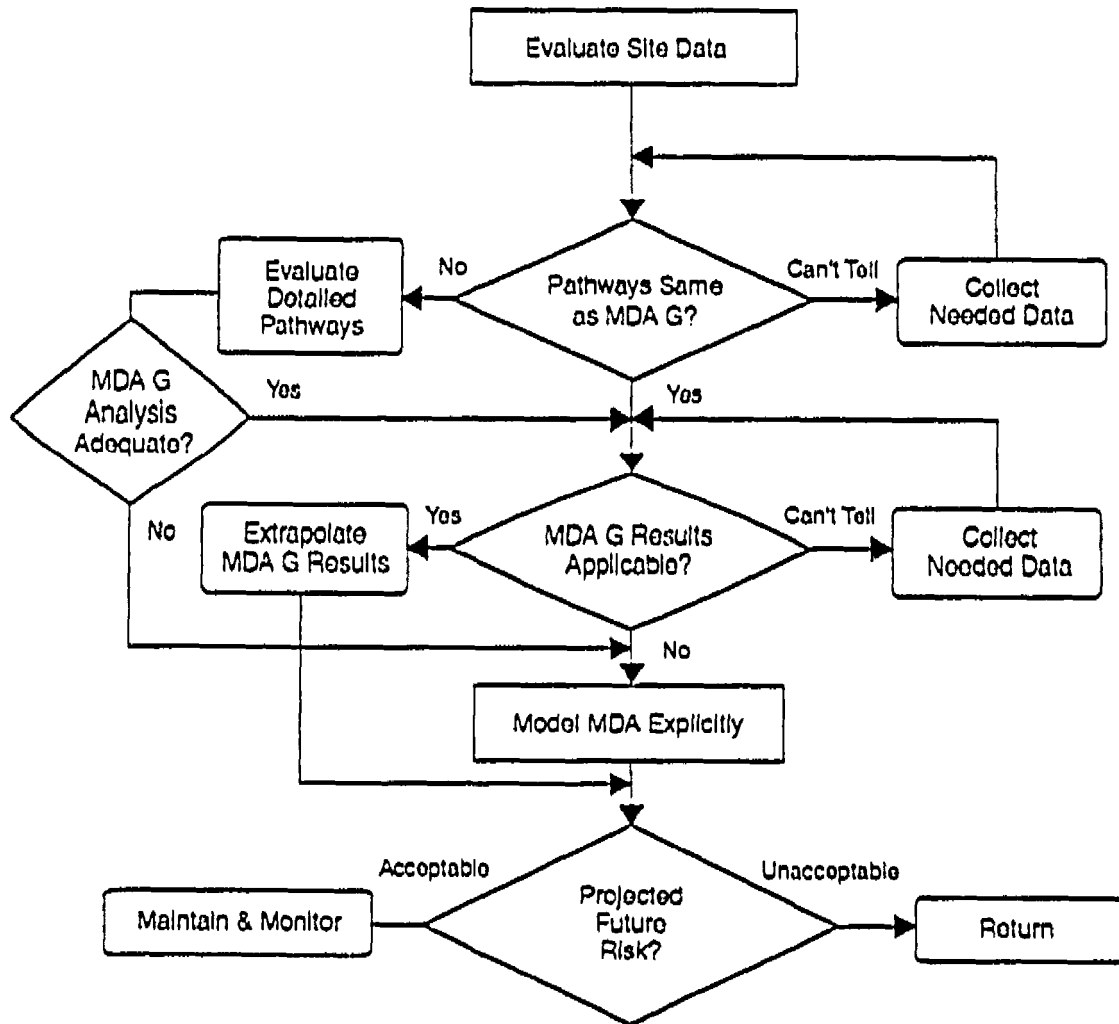 Evaluate Site Data
No
Evaluate
Detailed
Pathways
Pathways Same
as MDA G?
Can't Tell
Collect
Needed Data
MDA G
Analysis
Adequate?
Yes
Yes
No
Extrapolate
MDA G Results
Yes
MDA G Results
Applicable?
Can't Tell
Collect
Needed Data
No
Model MDA Explicitly
Acceptable
Unacceptable
Maintain & Monitor
Projected
Future
Risk?
Return